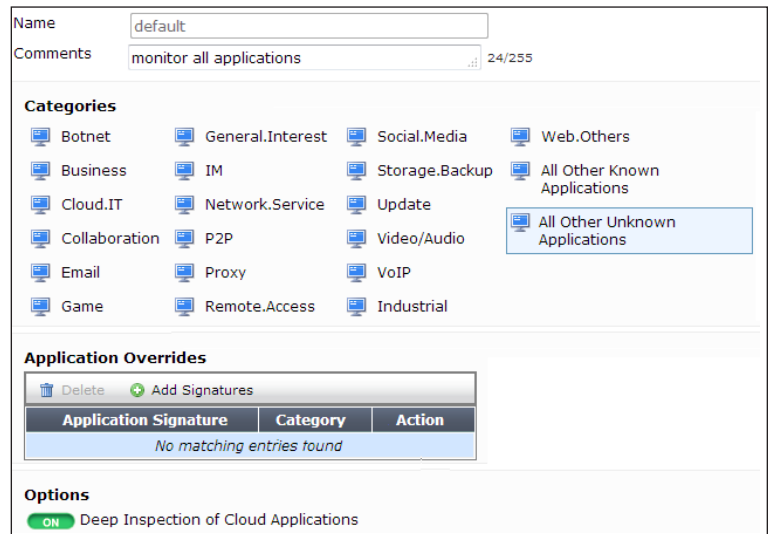 Name default
Comments monitor all applications 24/255
Categories
Botnet General.Interest Social.Media Web.Others
Business IM Storage.Backup All Other Known Applications
Cloud.IT Network.Service Update All Other Unknown Applications
Collaboration P2P Video/Audio
Email Proxy VoIP
Game Remote.Access Industrial
Application Overrides
Delete Add Signatures
Application Signature Category Action
No matching entries found
Options
ON Deep Inspection of Cloud Applications